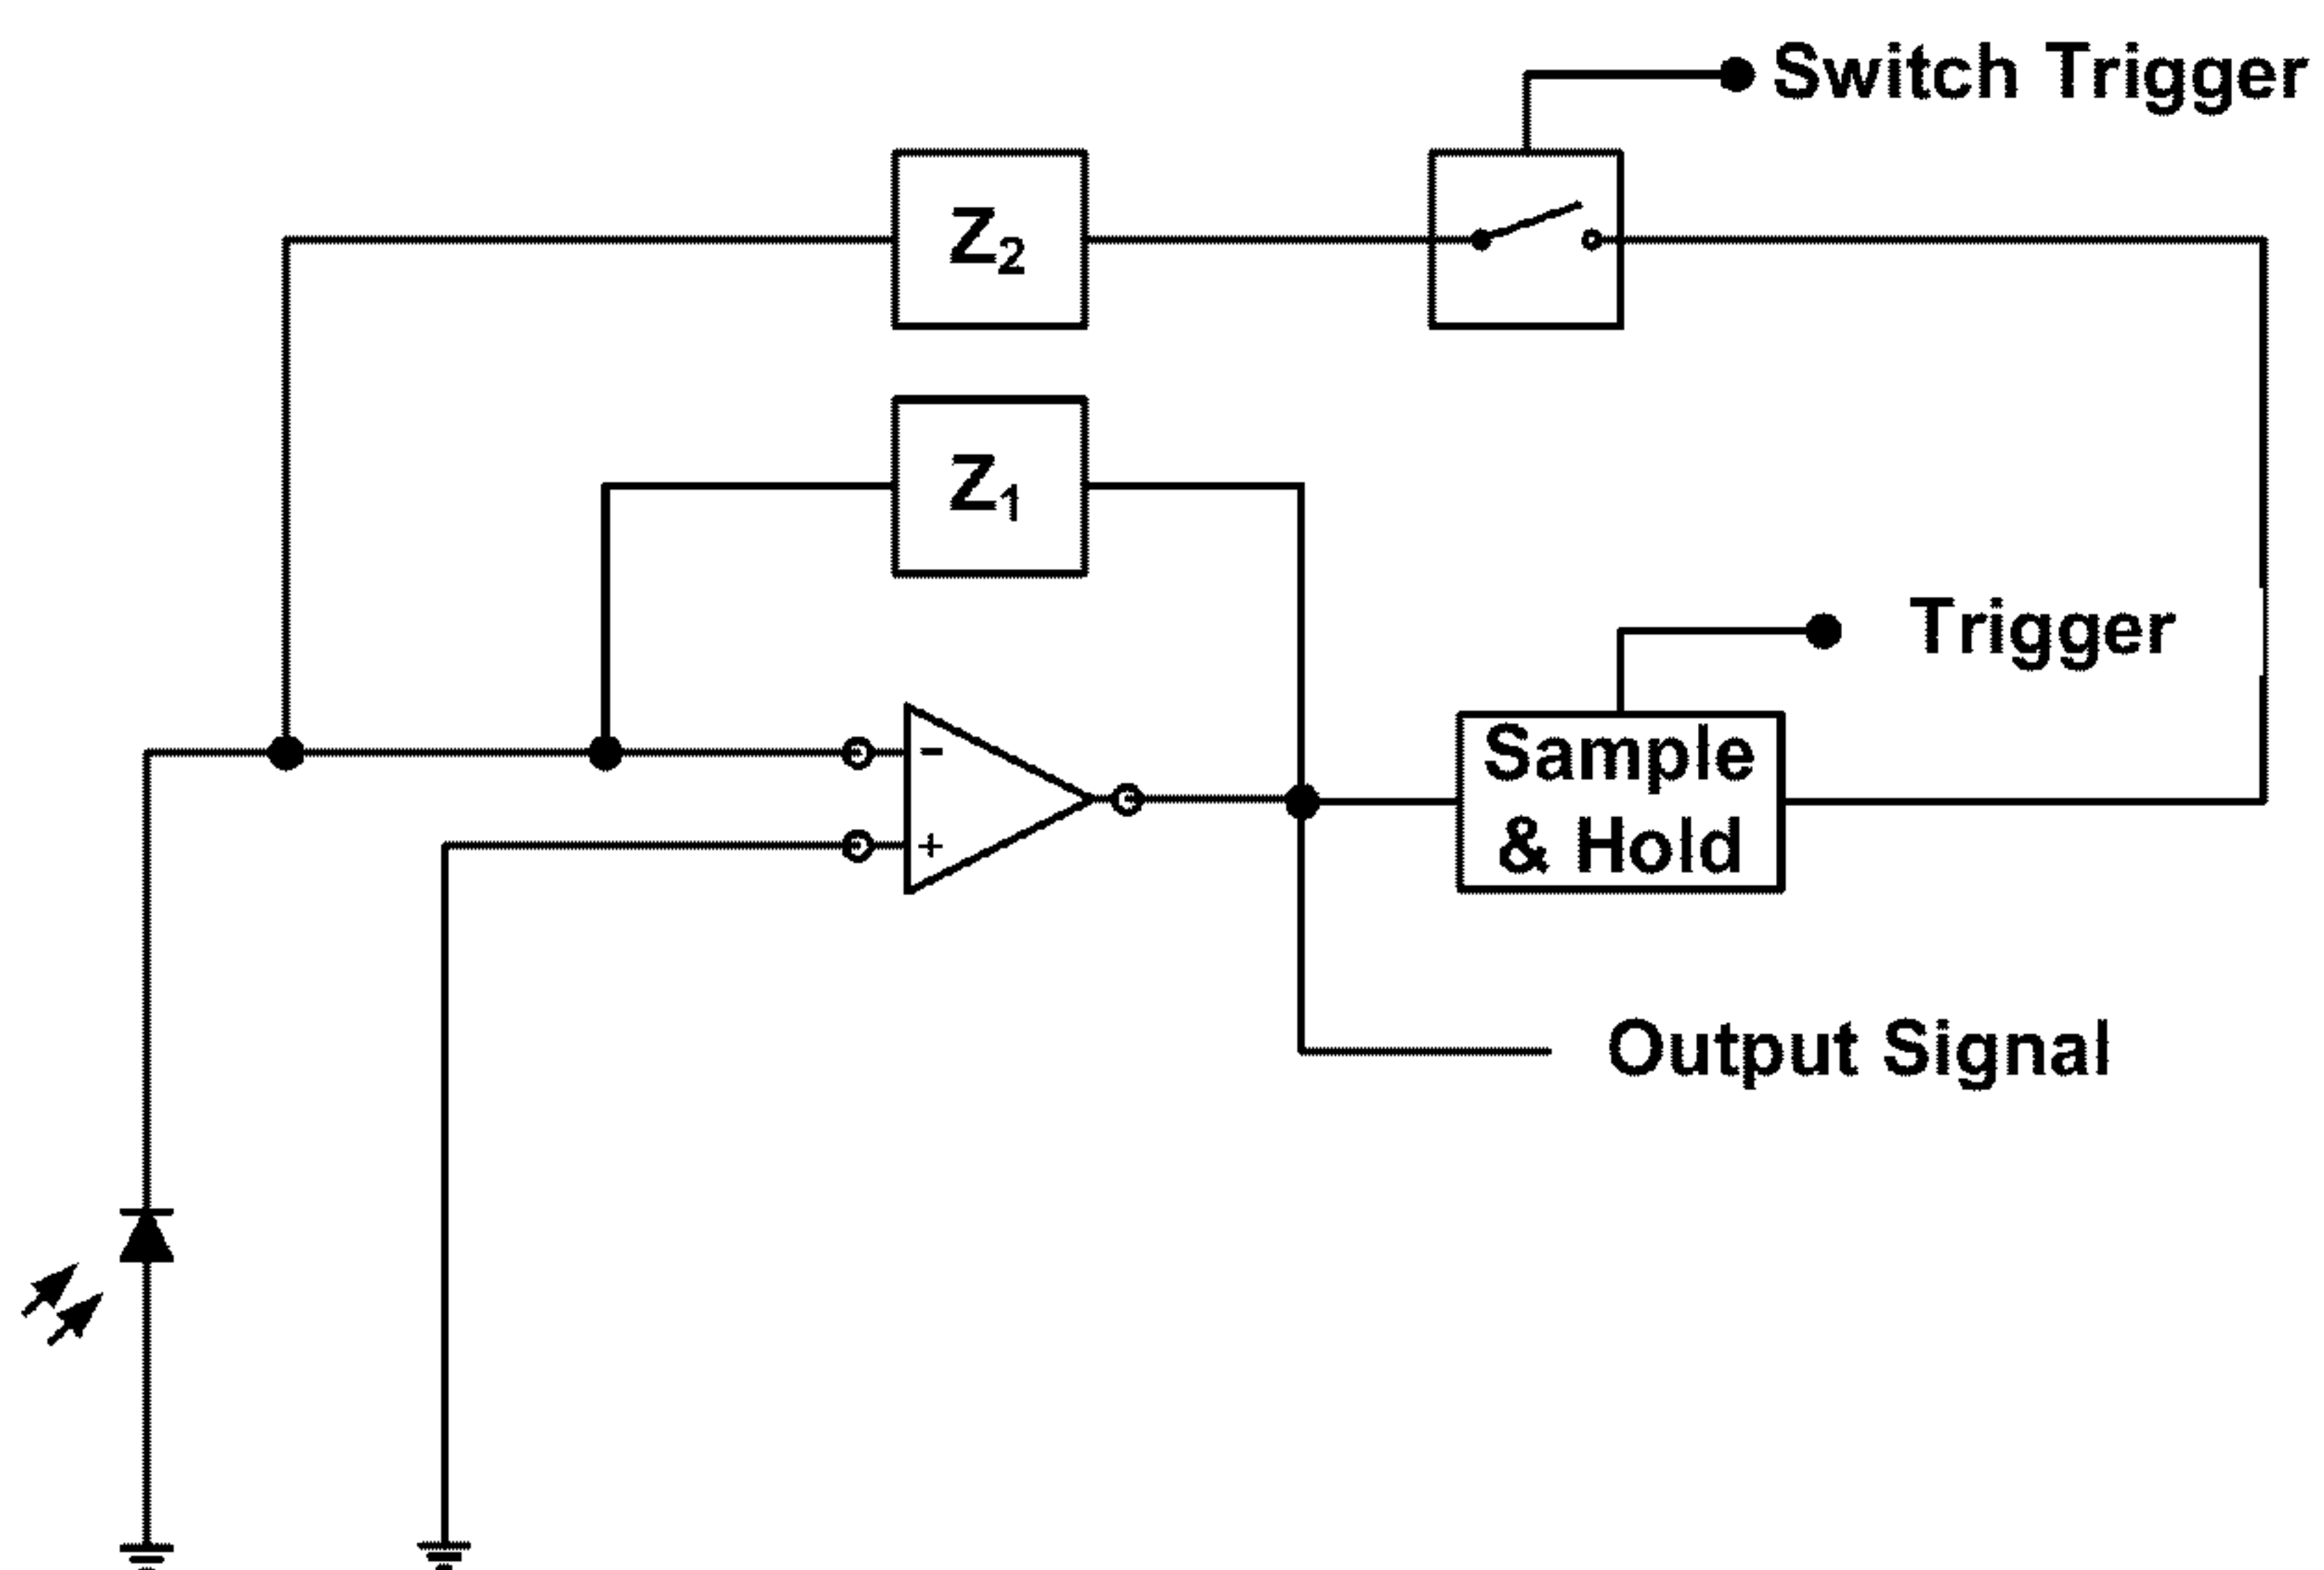 Switch Trigger
Z₂
Z₁
Trigger
-
+
Sample
& Hold
Output Signal